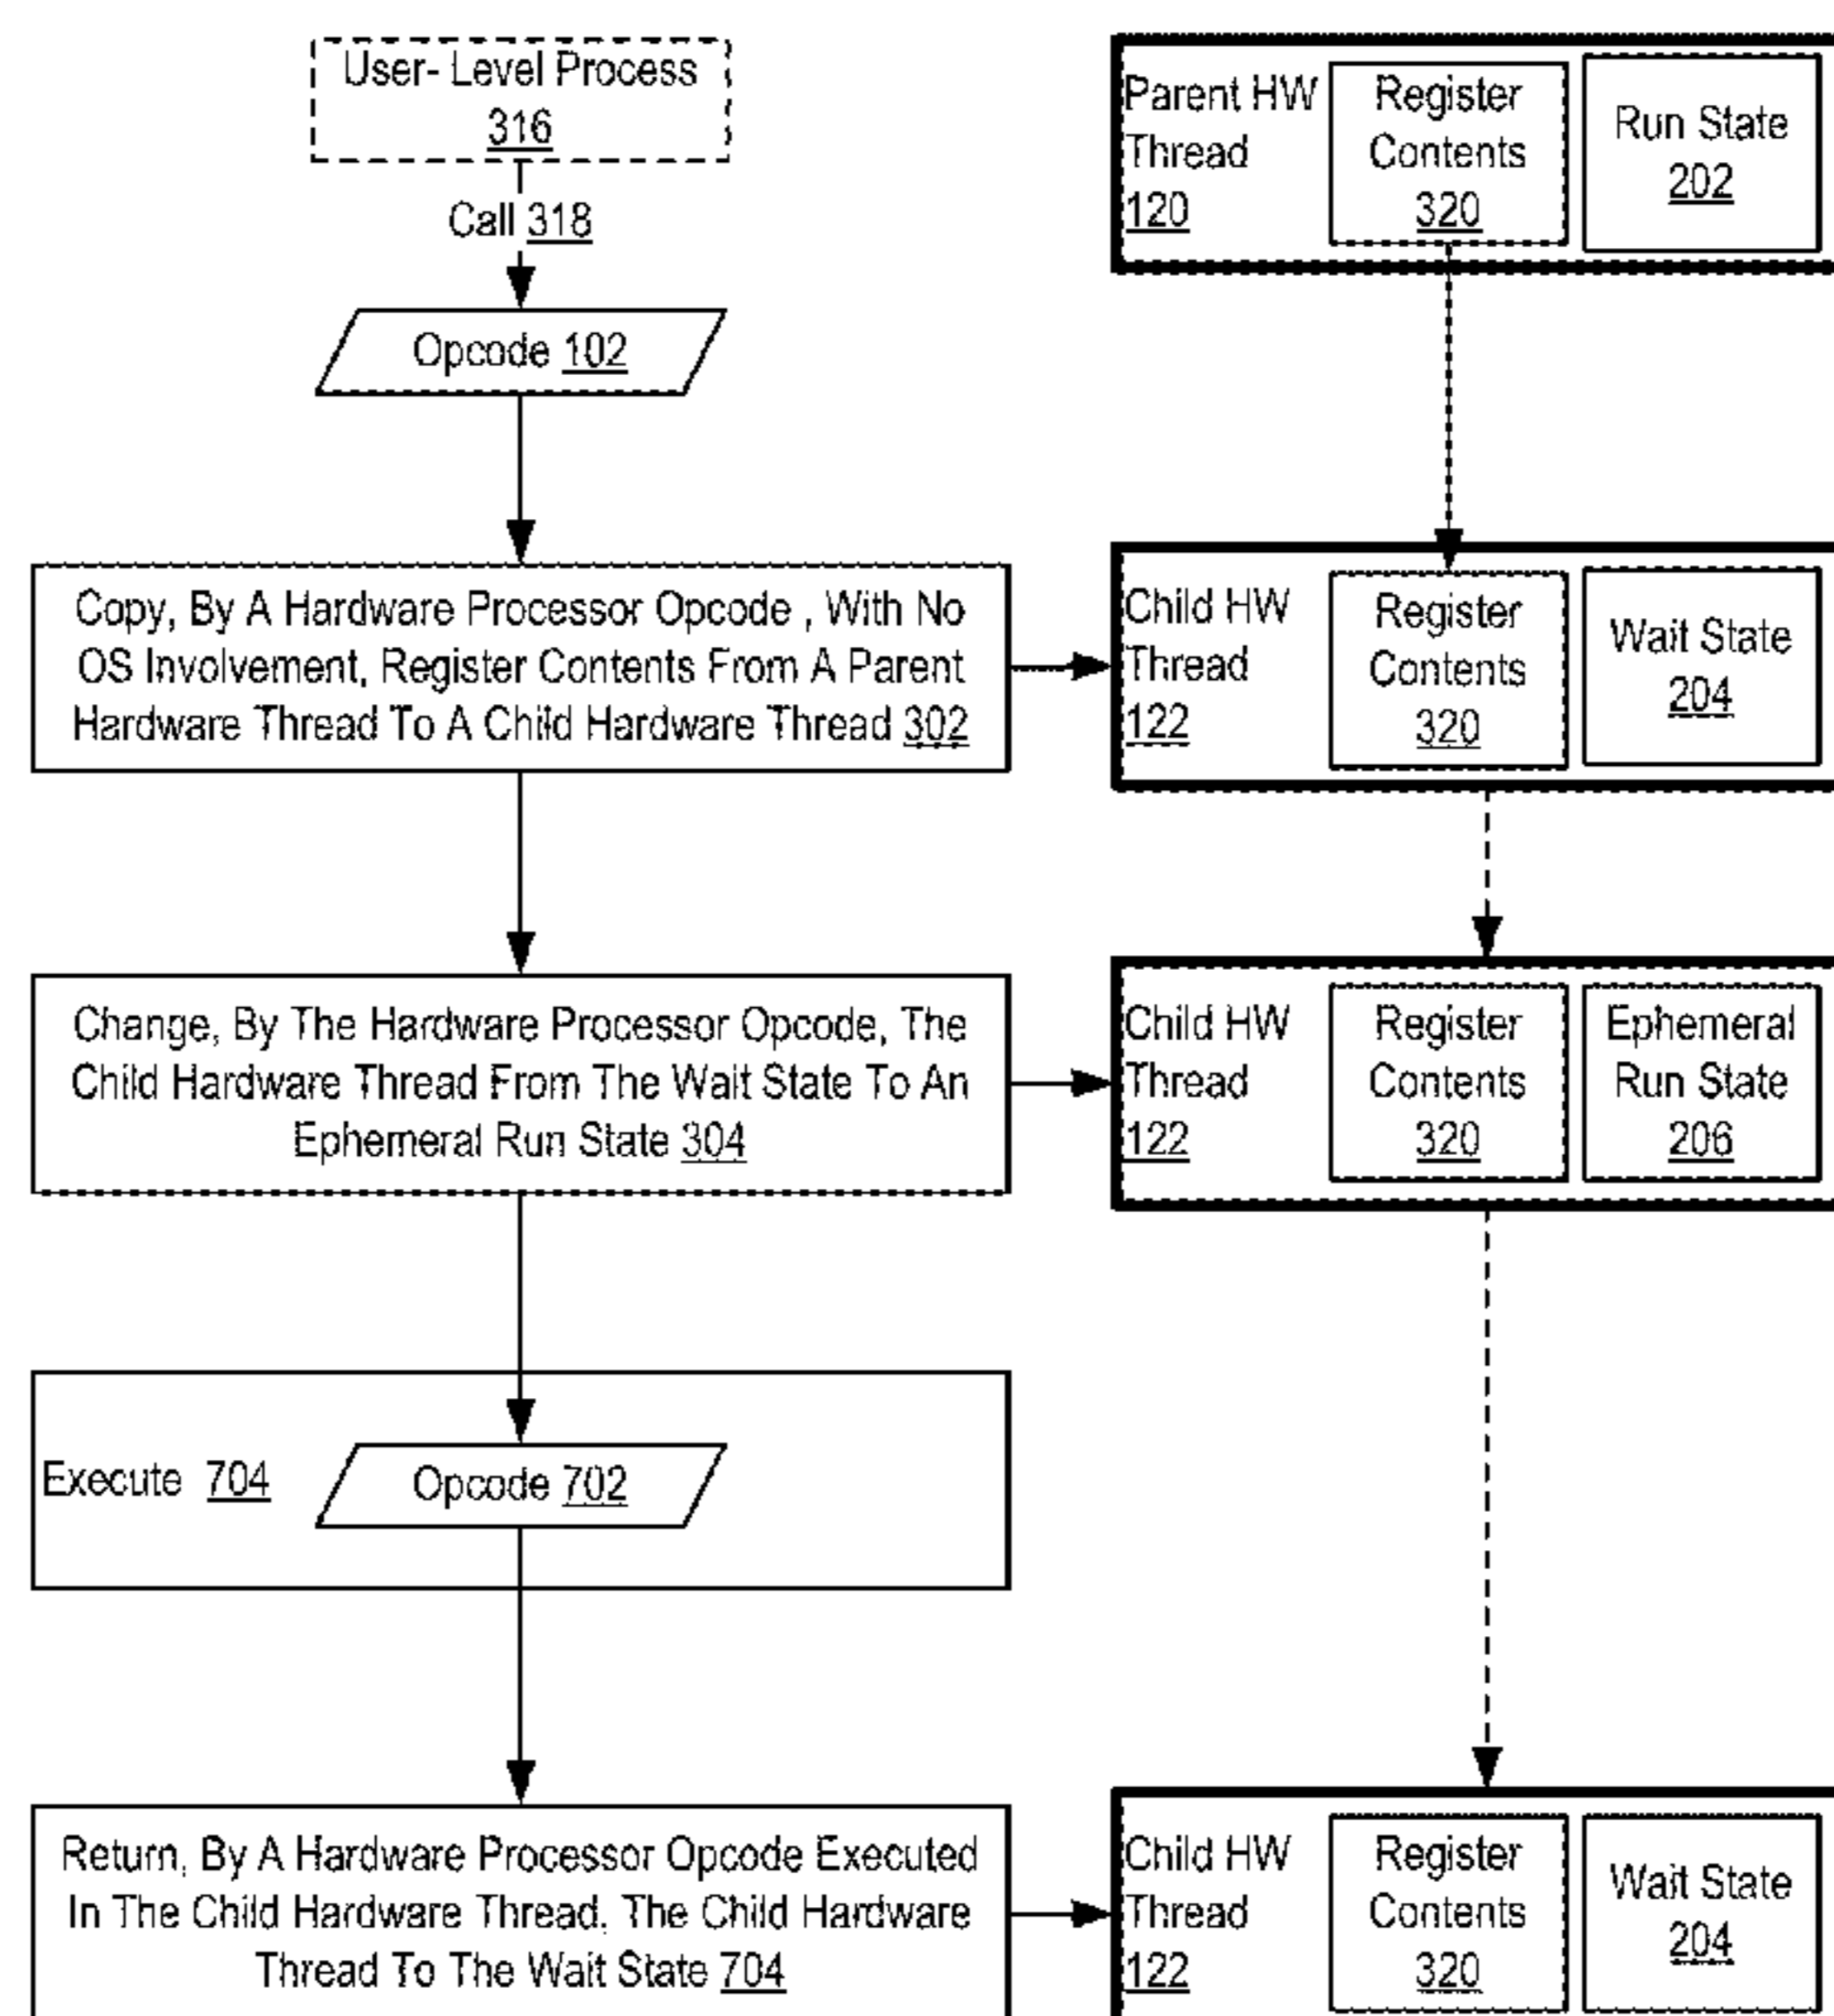 User- Level Process
316
Call 318
Opcode 102
Parent HW
Thread
120
Register
Contents
320
Run State
202
Copy, By A Hardware Processor Opcode , With No
OS Involvement, Register Contents From A Parent
Hardware Thread To A Child Hardware Thread 302
Child HW
Thread
122
Register
Contents
320
Wait State
204
Change, By The Hardware Processor Opcode, The
Child Hardware Thread From The Wait State To An
Ephemeral Run State 304
Child HW
Thread
122
Register
Contents
320
Ephemeral
Run State
206
Execute 704
Opcode 702
Return, By A Hardware Processor Opcode Executed
In The Child Hardware Thread, The Child Hardware
Thread To The Wait State 704
Child HW
Thread
122
Register
Contents
320
Wait State
204